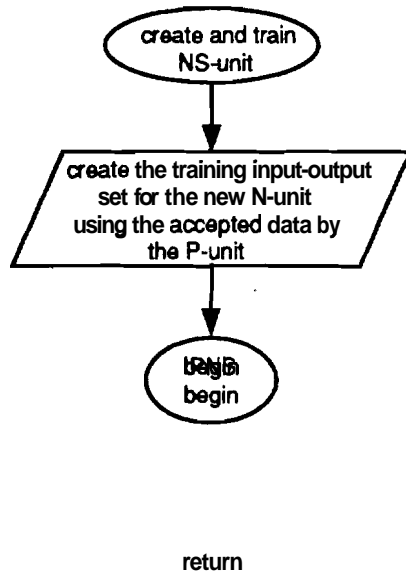 create and train
NS-unit
create the training input-output
set for the new N-unit
using the accepted data by
the P-unit
begin
return